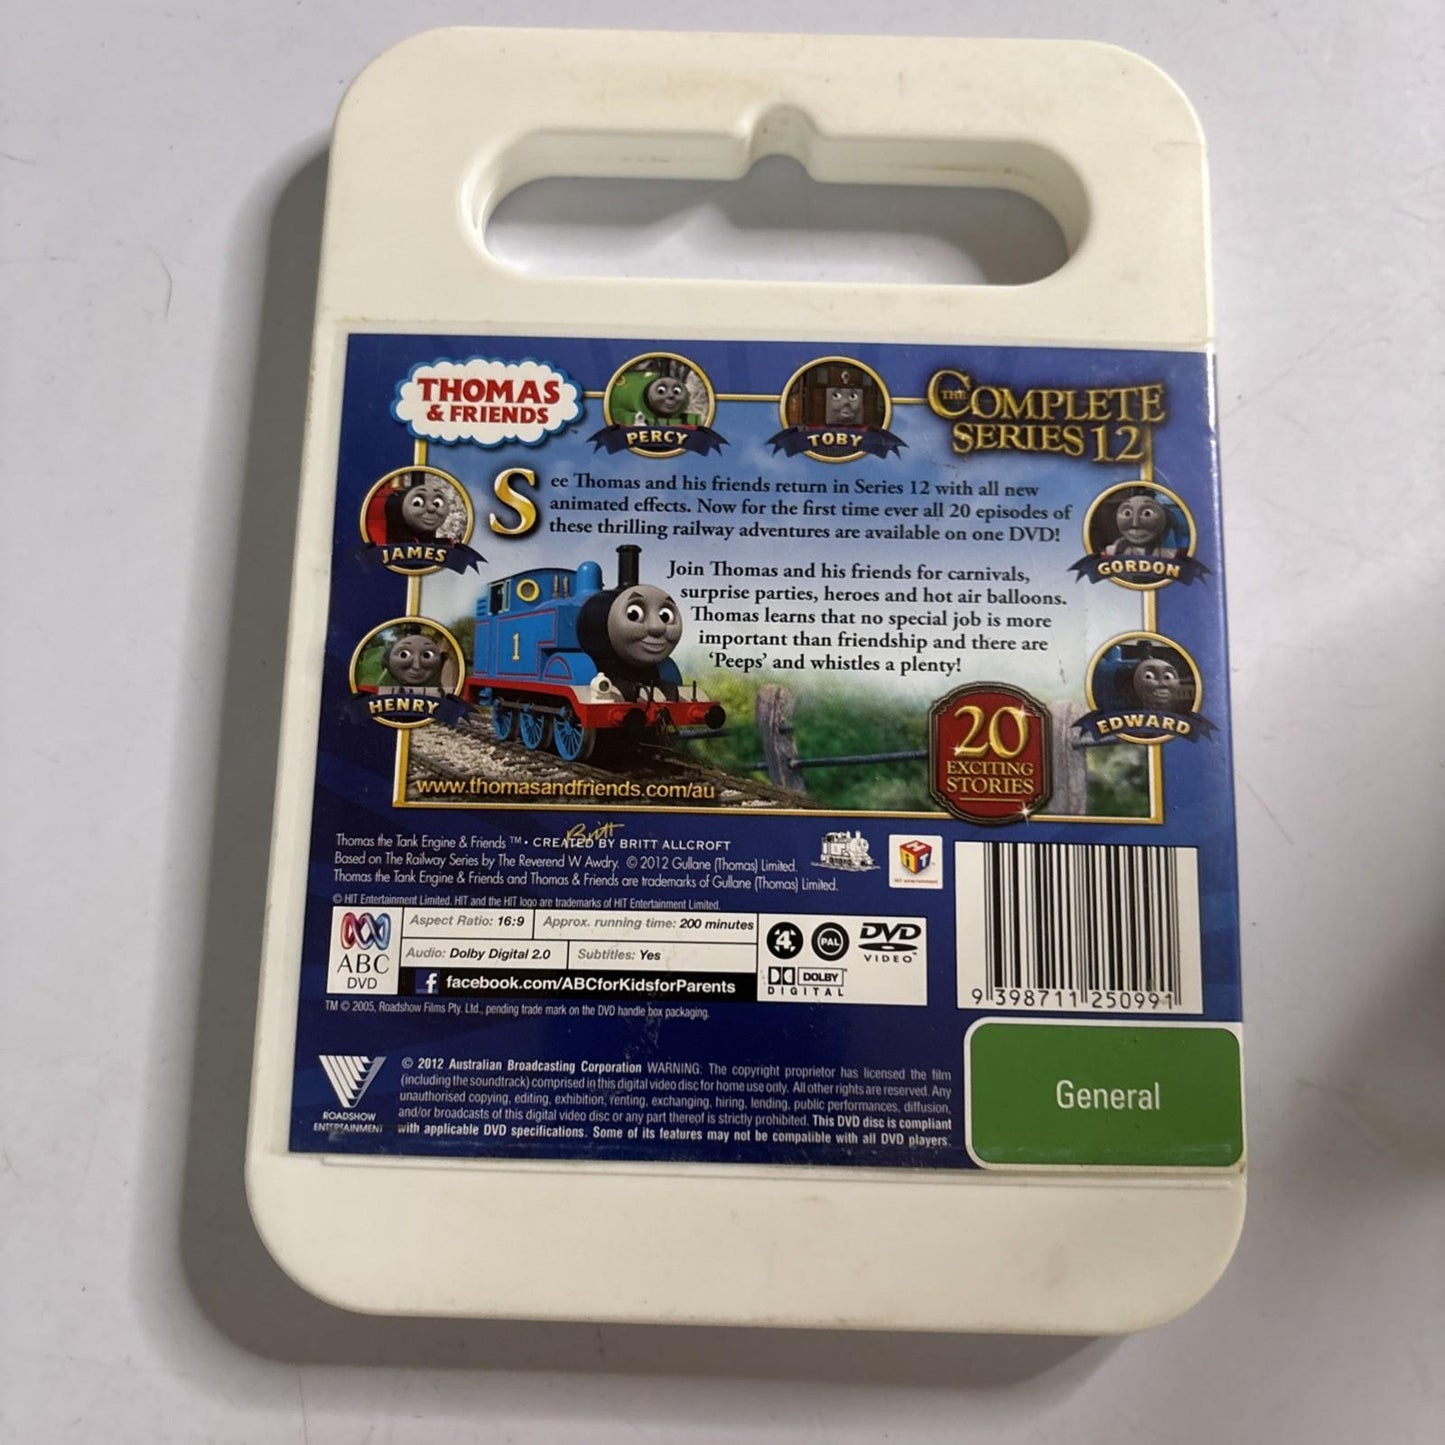 THOMAS
& FRIENDS
PERCY
TOBY
THE COMPLETE
SERIES 12
JAMES
GORDON
HENRY
EDWARD
See Thomas and his friends return in Series 12 with all new
animated effects. Now for the first time ever all 20 episodes of
these thrilling railway adventures are available on one DVD!
Join Thomas and his friends for carnivals,
surprise parties, heroes and hot air balloons.
Thomas learns that no special job is more
important than friendship and there are
'Peeps' and whistles a plenty!
1
20
EXCITING
STORIES
www.thomasandfriends.com/au
Thomas the Tank Engine & Friends ™ • CREATED BY BRITT ALLCROFT
Britt
Based on The Railway Series by The Reverend W Awdry. © 2012 Gullane (Thomas) Limited.
Thomas the Tank Engine & Friends and Thomas & Friends are trademarks of Gullane (Thomas) Limited.
© HIT Entertainment Limited. HIT and the HIT logo are trademarks of HIT Entertainment Limited.
HIT
HIT entertainment
ABC
DVD
Aspect Ratio: 16:9
Approx. running time: 200 minutes
Audio: Dolby Digital 2.0
Subtitles: Yes
f facebook.com/ABCforKidsforParents
4
PAL
DVD
VIDEO
DOLBY
DIGITAL
9 398711 250991
TM © 2005, Roadshow Films Pty. Ltd., pending trade mark on the DVD handle box packaging.
ROADSHOW
ENTERTAINMENT
© 2012 Australian Broadcasting Corporation WARNING: The copyright proprietor has licensed the film
(including the soundtrack) comprised in this digital video disc for home use only. All other rights are reserved. Any
unauthorised copying, editing, exhibition, renting, exchanging, hiring, lending, public performances, diffusion,
and/or broadcasts of this digital video disc or any part thereof is strictly prohibited. This DVD disc is compliant
with applicable DVD specifications. Some of its features may not be compatible with all DVD players.
General